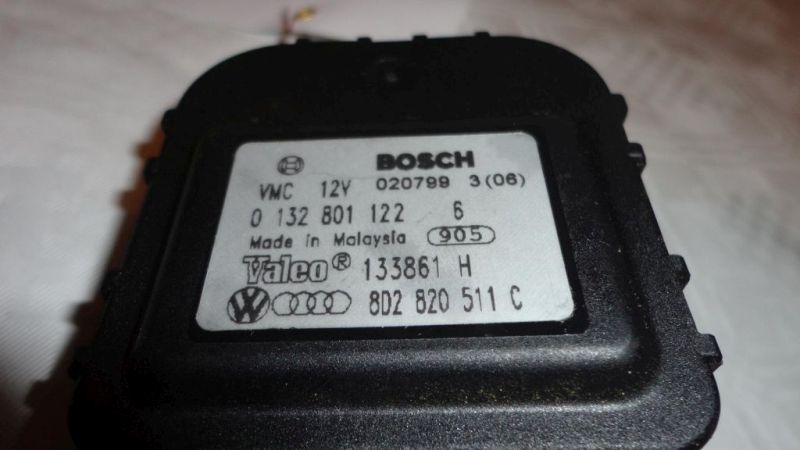 BOSCH
VMC 12V 020799 3(06)
0 132 801 122 6
Made in Malaysia 905
Valeo® 133861 H
8D2 820 511 C